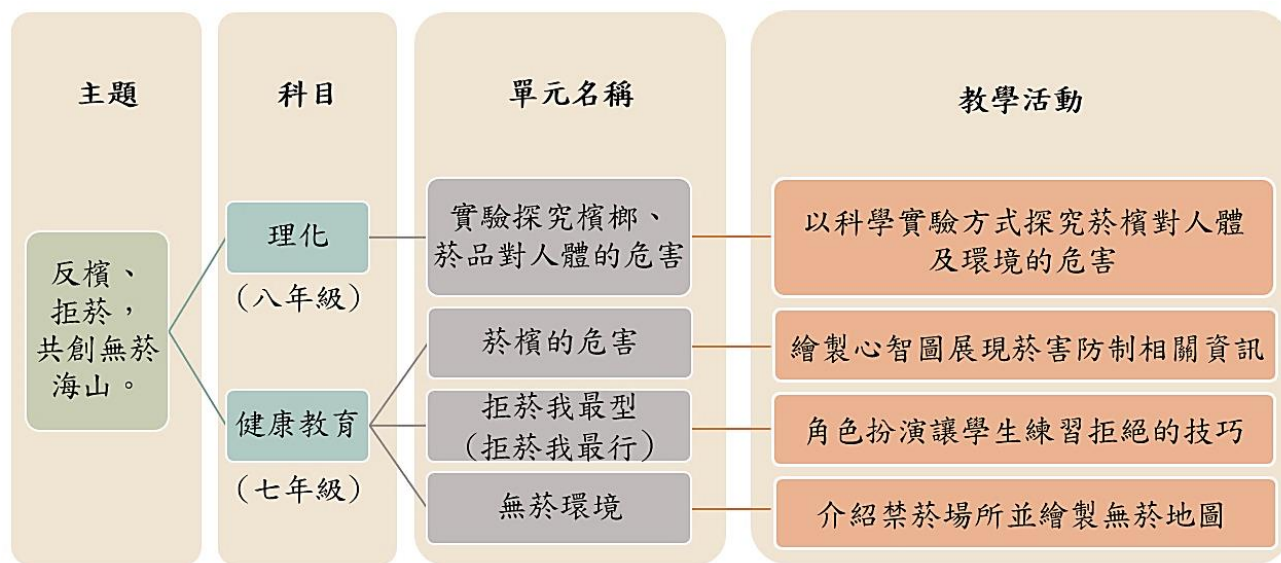 主題
科目
單元名稱
教學活動
反檳、
拒菸，
共創無菸
海山。
理化
（八年級）
實驗探究檳榔、
菸品對人體的危害
以科學實驗方式探究菸檳對人體
及環境的危害
健康教育
（七年級）
菸檳的危害
繪製心智圖展現菸害防制相關資訊
拒菸我最型
（拒菸我最行）
角色扮演讓學生練習拒絕的技巧
無菸環境
介紹禁菸場所並繪製無菸地圖